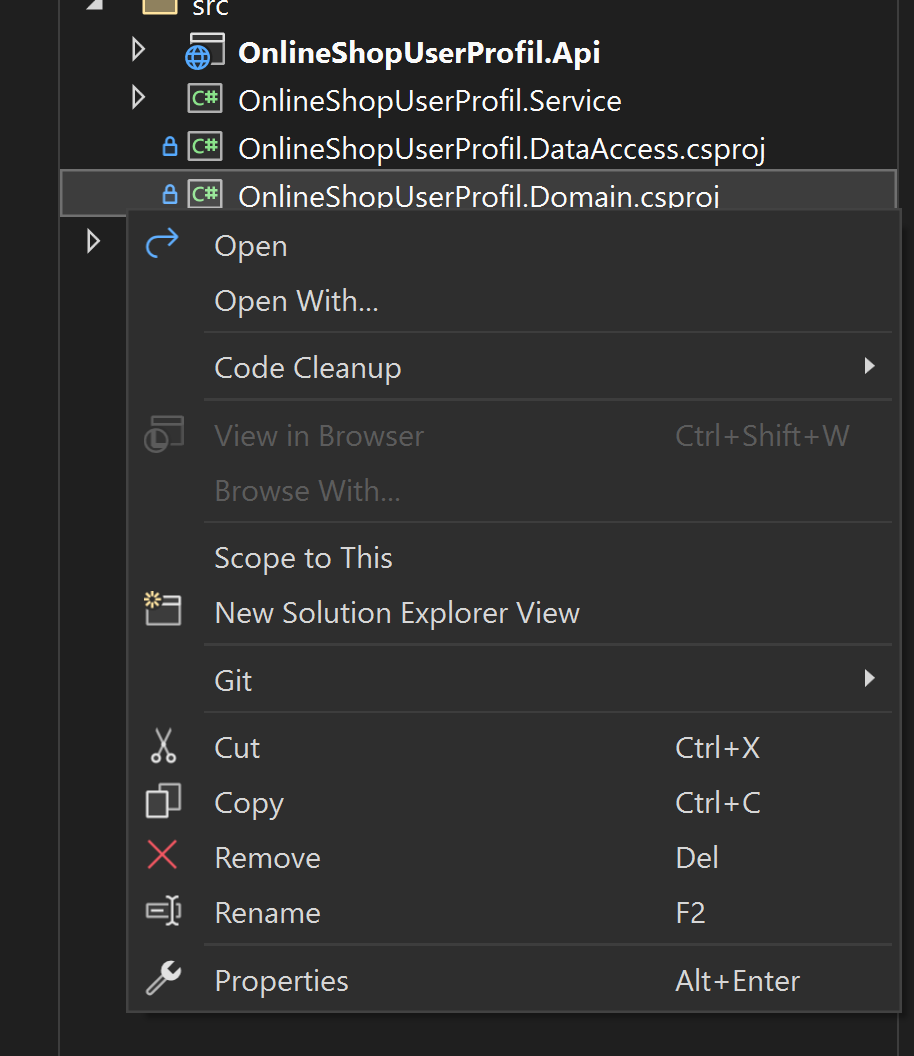 src
OnlineShopUserProfil.Api
C# OnlineShopUserProfil.Service
C# OnlineShopUserProfil.DataAccess.csproj
C# OnlineShopUserProfil.Domain.csproj
Open
Open With...
Code Cleanup
View in Browser Ctrl+Shift+W
Browse With...
Scope to This
New Solution Explorer View
Git
Cut Ctrl+X
Copy Ctrl+C
Remove Del
Rename F2
Properties Alt+Enter